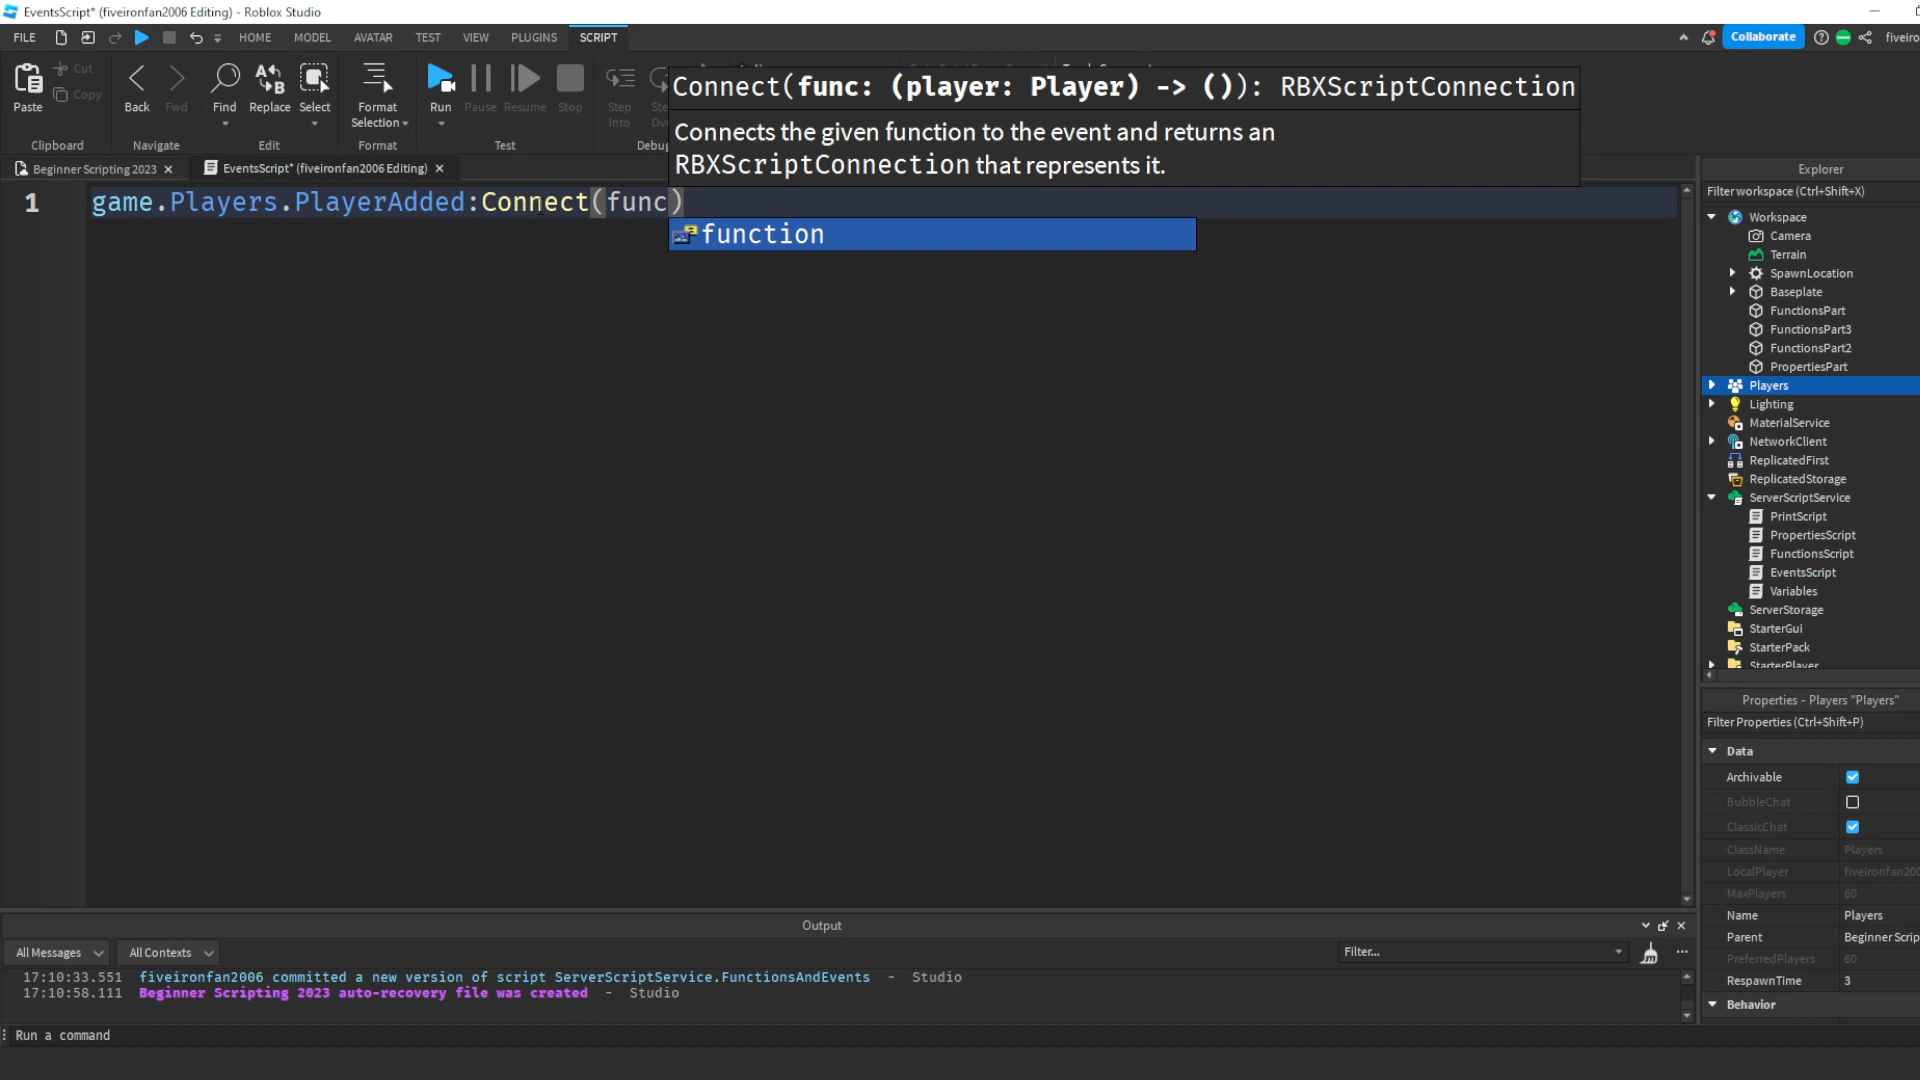 EventsScript* (fiveironfan2006 Editing) - Roblox Studio
FILE HOME MODEL AVATAR TEST VIEW PLUGINS SCRIPT Collaborate fiveiro
Paste Cut Copy Back Fwd Find Replace Select Format Selection Run Pause Resume Stop Step Into
Clipboard Navigate Edit Format Test Debug
Connect(func: (player: Player) -> ()): RBXScriptConnection
Connects the given function to the event and returns an
RBXScriptConnection that represents it.
Beginner Scripting 2023 EventsScript* (fiveironfan2006 Editing)
1 game.Players.PlayerAdded:Connect(func)
function
Explorer
Filter workspace (Ctrl+Shift+X)
Workspace
Camera
Terrain
SpawnLocation
Baseplate
FunctionsPart
FunctionsPart3
FunctionsPart2
PropertiesPart
Players
Lighting
MaterialService
NetworkClient
ReplicatedFirst
ReplicatedStorage
ServerScriptService
PrintScript
PropertiesScript
FunctionsScript
EventsScript
Variables
ServerStorage
StarterGui
StarterPack
StarterPlayer
Properties - Players "Players"
Filter Properties (Ctrl+Shift+P)
Data
Archivable
BubbleChat
ClassicChat
ClassName Players
LocalPlayer fiveironfan200
MaxPlayers 60
Name Players
Parent Beginner Scrip
PreferredPlayers 60
RespawnTime 3
Behavior
Output
All Messages All Contexts Filter...
17:10:33.551 fiveironfan2006 committed a new version of script ServerScriptService.FunctionsAndEvents - Studio
17:10:58.111 Beginner Scripting 2023 auto-recovery file was created - Studio
Run a command